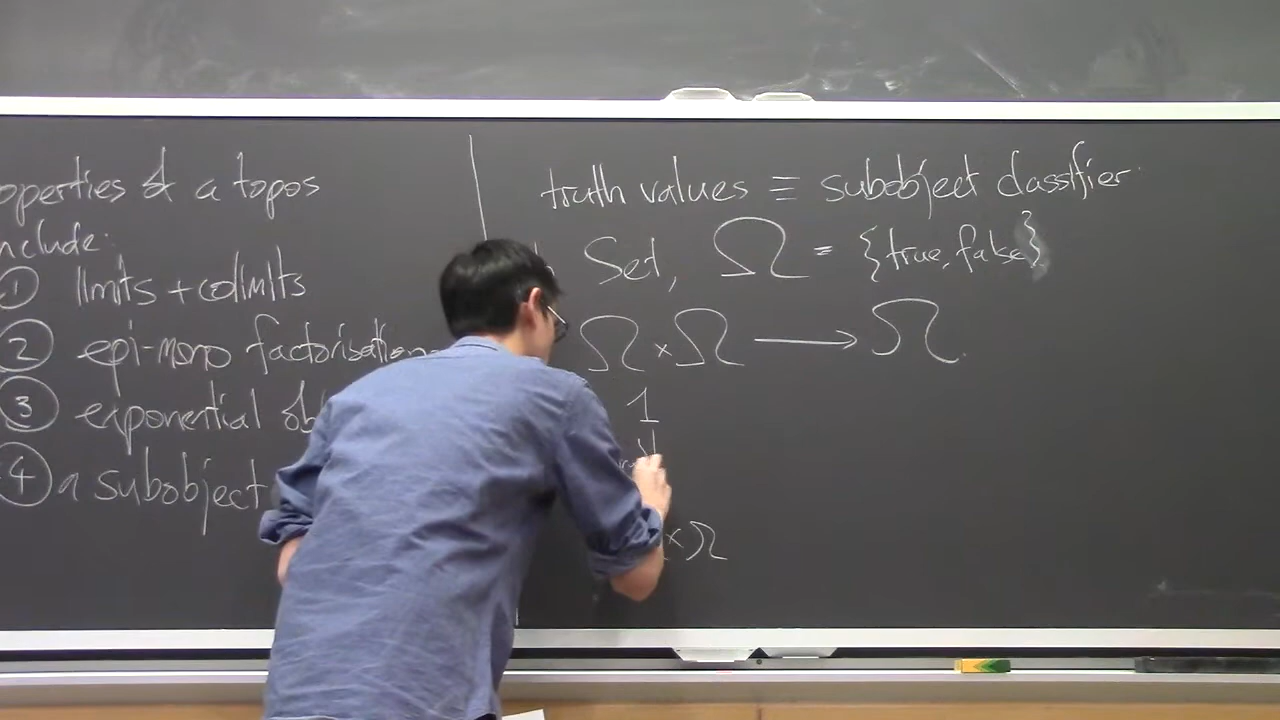 operties of a topos
nclude:
① limits + colimits
② epi-mono factorisation
③ exponential ob
④ a subobject
truth values ≡ subobject classifier.
Set, Ω = {true, false}
Ω × Ω ⟶ Ω.
1
× Ω